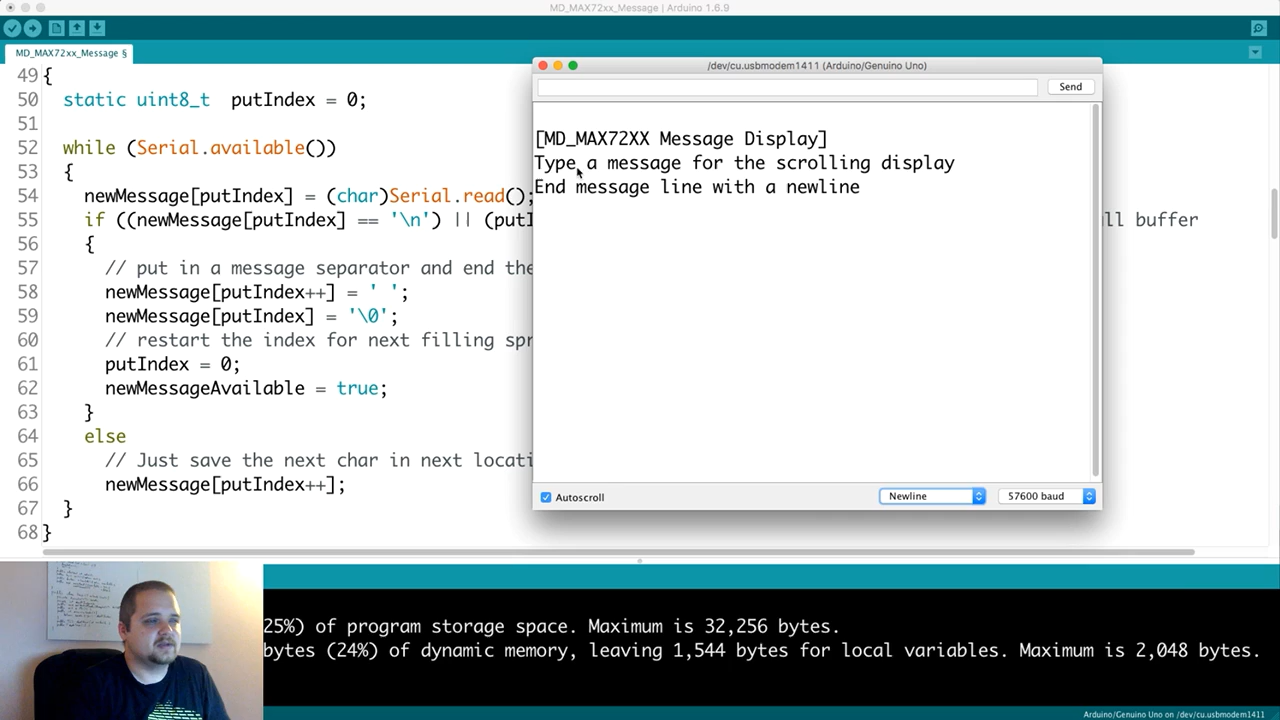 MD_MAX72xx_Message | Arduino 1.6.9
MD_MAX72xx_Message §
49 {
50 static uint8_t putIndex = 0;
51
52 while (Serial.available())
53 {
54 newMessage[putIndex] = (char)Serial.read();
55 if ((newMessage[putIndex] == '\n') || (putI
ll buffer
56 {
57 // put in a message separator and end the
58 newMessage[putIndex++] = ' ';
59 newMessage[putIndex] = '\0';
60 // restart the index for next filling spr
61 putIndex = 0;
62 newMessageAvailable = true;
63 }
64 else
65 // Just save the next char in next locati
66 newMessage[putIndex++];
67 }
68 }
/dev/cu.usbmodem1411 (Arduino/Genuino Uno)
Send
[MD_MAX72XX Message Display]
Type a message for the scrolling display
End message line with a newline
Autoscroll
Newline
57600 baud
25%) of program storage space. Maximum is 32,256 bytes.
bytes (24%) of dynamic memory, leaving 1,544 bytes for local variables. Maximum is 2,048 bytes.
Arduino/Genuino Uno on /dev/cu.usbmodem1411